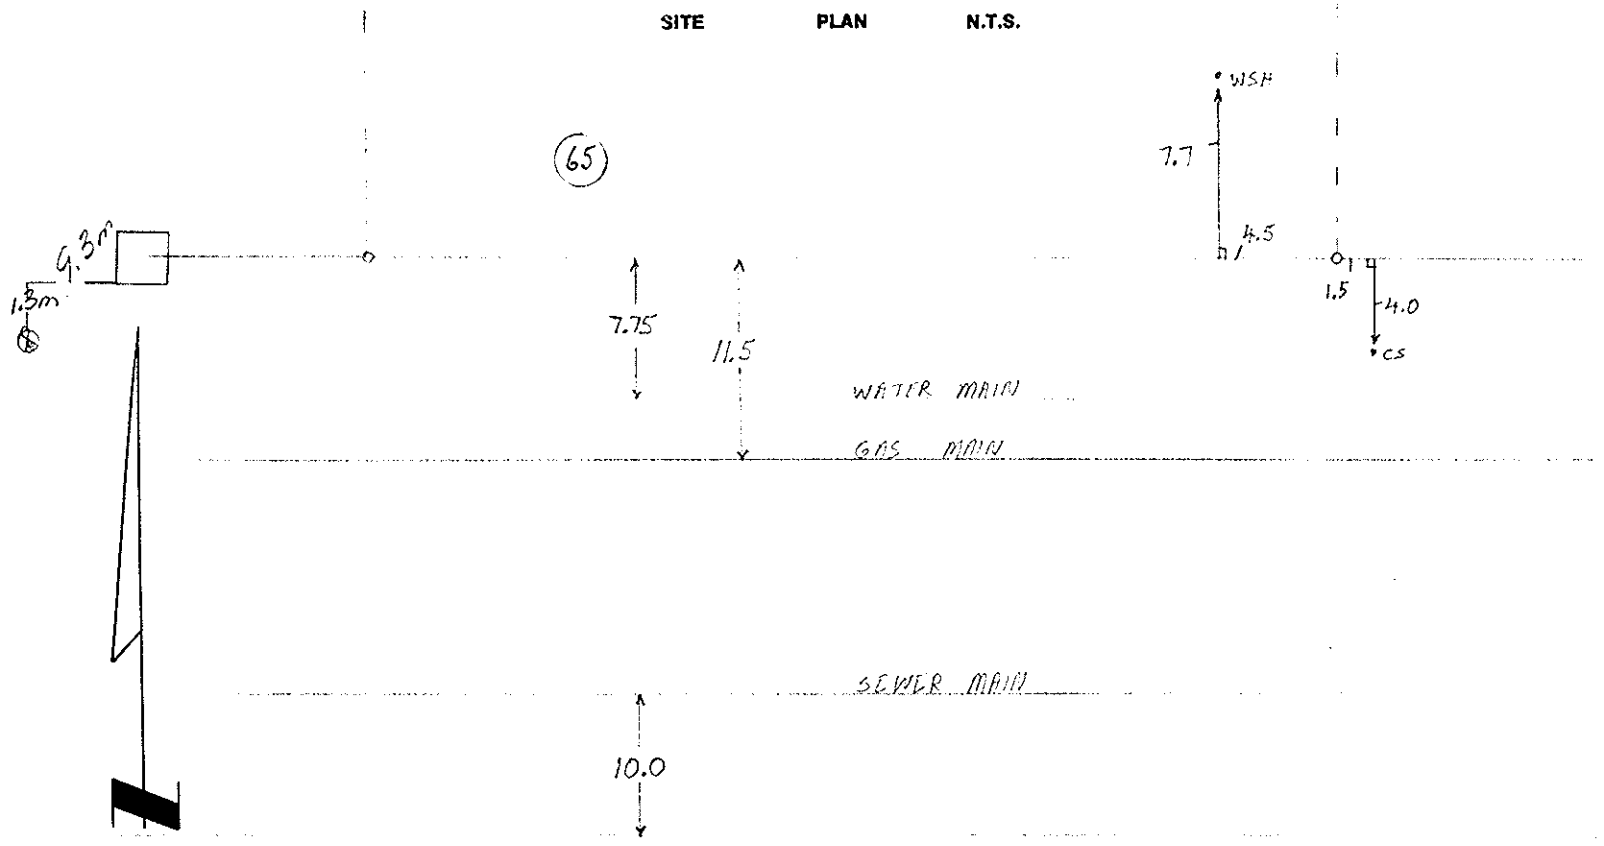 SITE PLAN N.T.S.
WSH
65
7.7
4.5
9.3m
1.3m
1.5
4.0
7.75
11.5
CS
WATER MAIN
GAS MAIN
SEWER MAIN
10.0